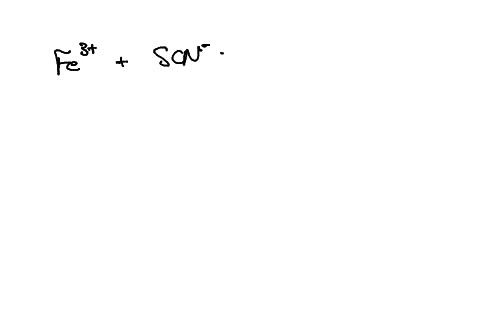 Fe³⁺ + SCN⁻ .